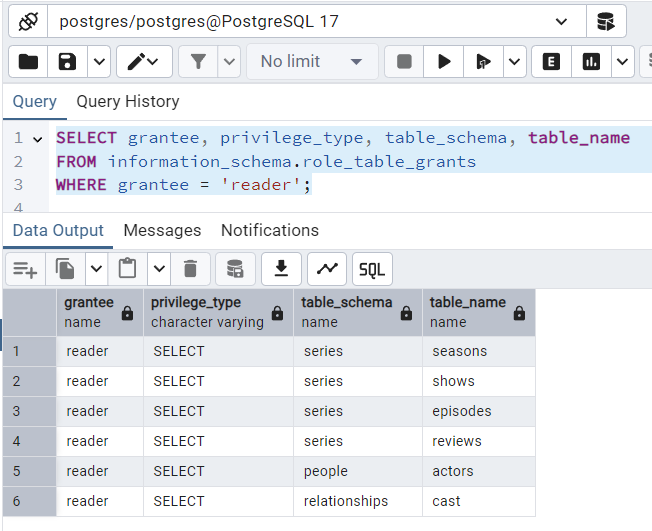 postgres/postgres@PostgreSQL 17
No limit
E
Query Query History
1 SELECT grantee, privilege_type, table_schema, table_name
2 FROM information_schema.role_table_grants
3 WHERE grantee = 'reader';
4
Data Output Messages Notifications
SQL
grantee privilege_type table_schema table_name
name character varying name name
1 reader SELECT series seasons
2 reader SELECT series shows
3 reader SELECT series episodes
4 reader SELECT series reviews
5 reader SELECT people actors
6 reader SELECT relationships cast